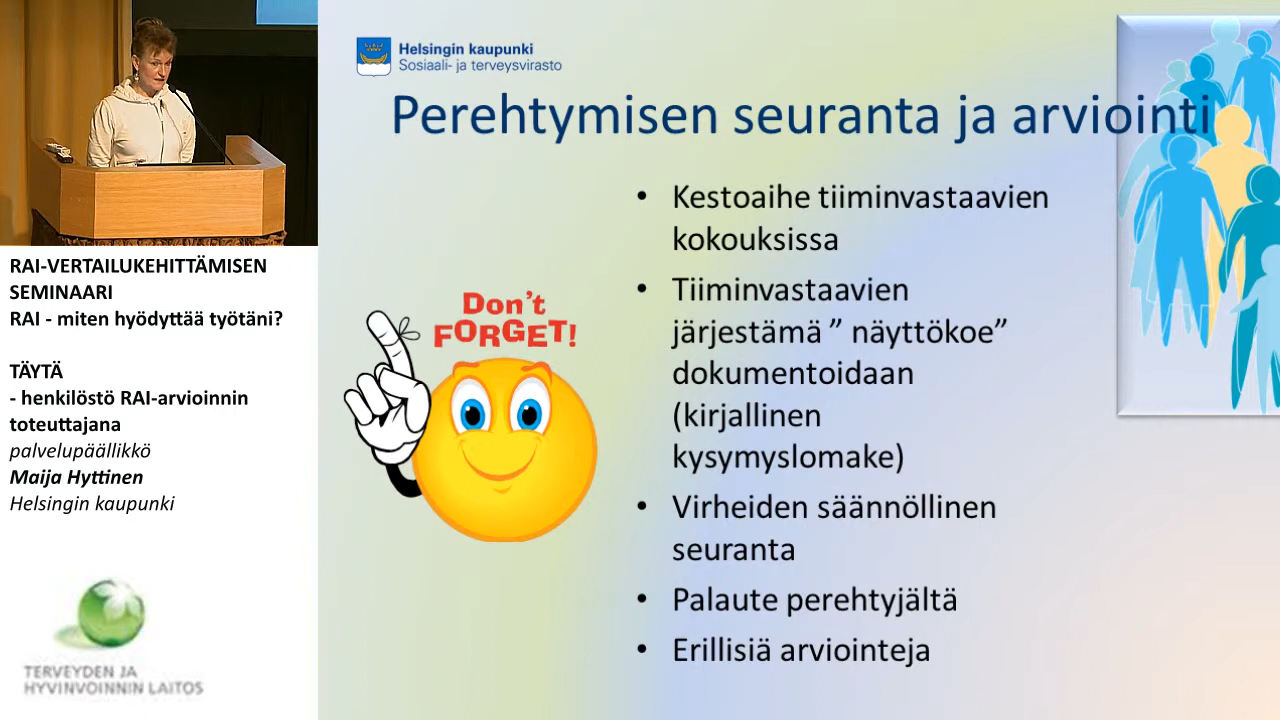 RAI-VERTAILUKEHITTÄMISEN
SEMINAARI
RAI - miten hyödyttää työtäni?
TÄYTÄ
- henkilöstö RAI-arvioinnin
toteuttajana
palvelupäällikkö
Maija Hyttinen
Helsingin kaupunki
TERVEYDEN JA
HYVINVOINNIN LAITOS
Helsingin kaupunki
Sosiaali- ja terveysvirasto
Perehtymisen seuranta ja arviointi
Don't
FORGET!
• Kestoaihe tiiminvastaavien
kokouksissa
• Tiiminvastaavien
järjestämä ” näyttökoe”
dokumentoidaan
(kirjallinen
kysymyslomake)
• Virheiden säännöllinen
seuranta
• Palaute perehtyjältä
• Erillisiä arviointeja